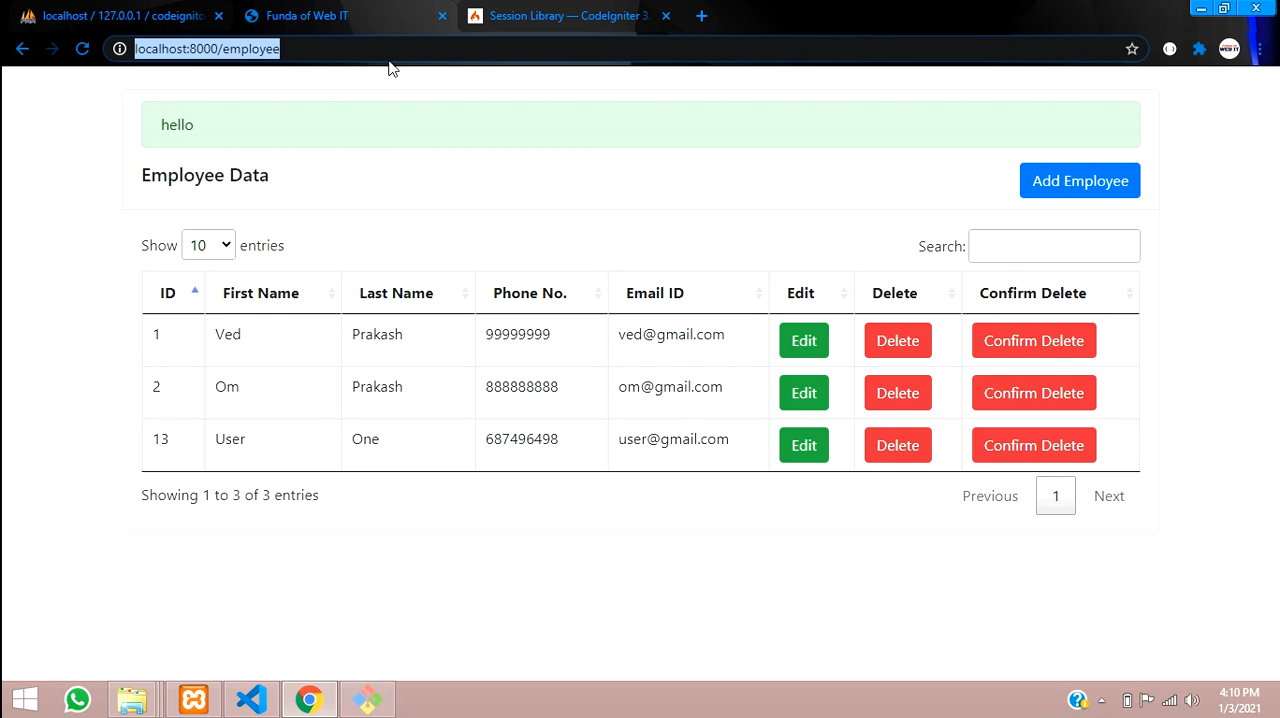 localhost / 127.0.0.1 / codeignito
Funda of Web IT
Session Library — CodeIgniter 3.
localhost:8000/employee
hello
Employee Data
Add Employee
Show 10 entries
Search:
ID First Name Last Name Phone No. Email ID Edit Delete Confirm Delete
1 Ved Prakash 99999999 ved@gmail.com Edit Delete Confirm Delete
2 Om Prakash 888888888 om@gmail.com Edit Delete Confirm Delete
13 User One 687496498 user@gmail.com Edit Delete Confirm Delete
Showing 1 to 3 of 3 entries
Previous 1 Next
4:10 PM
1/3/2021